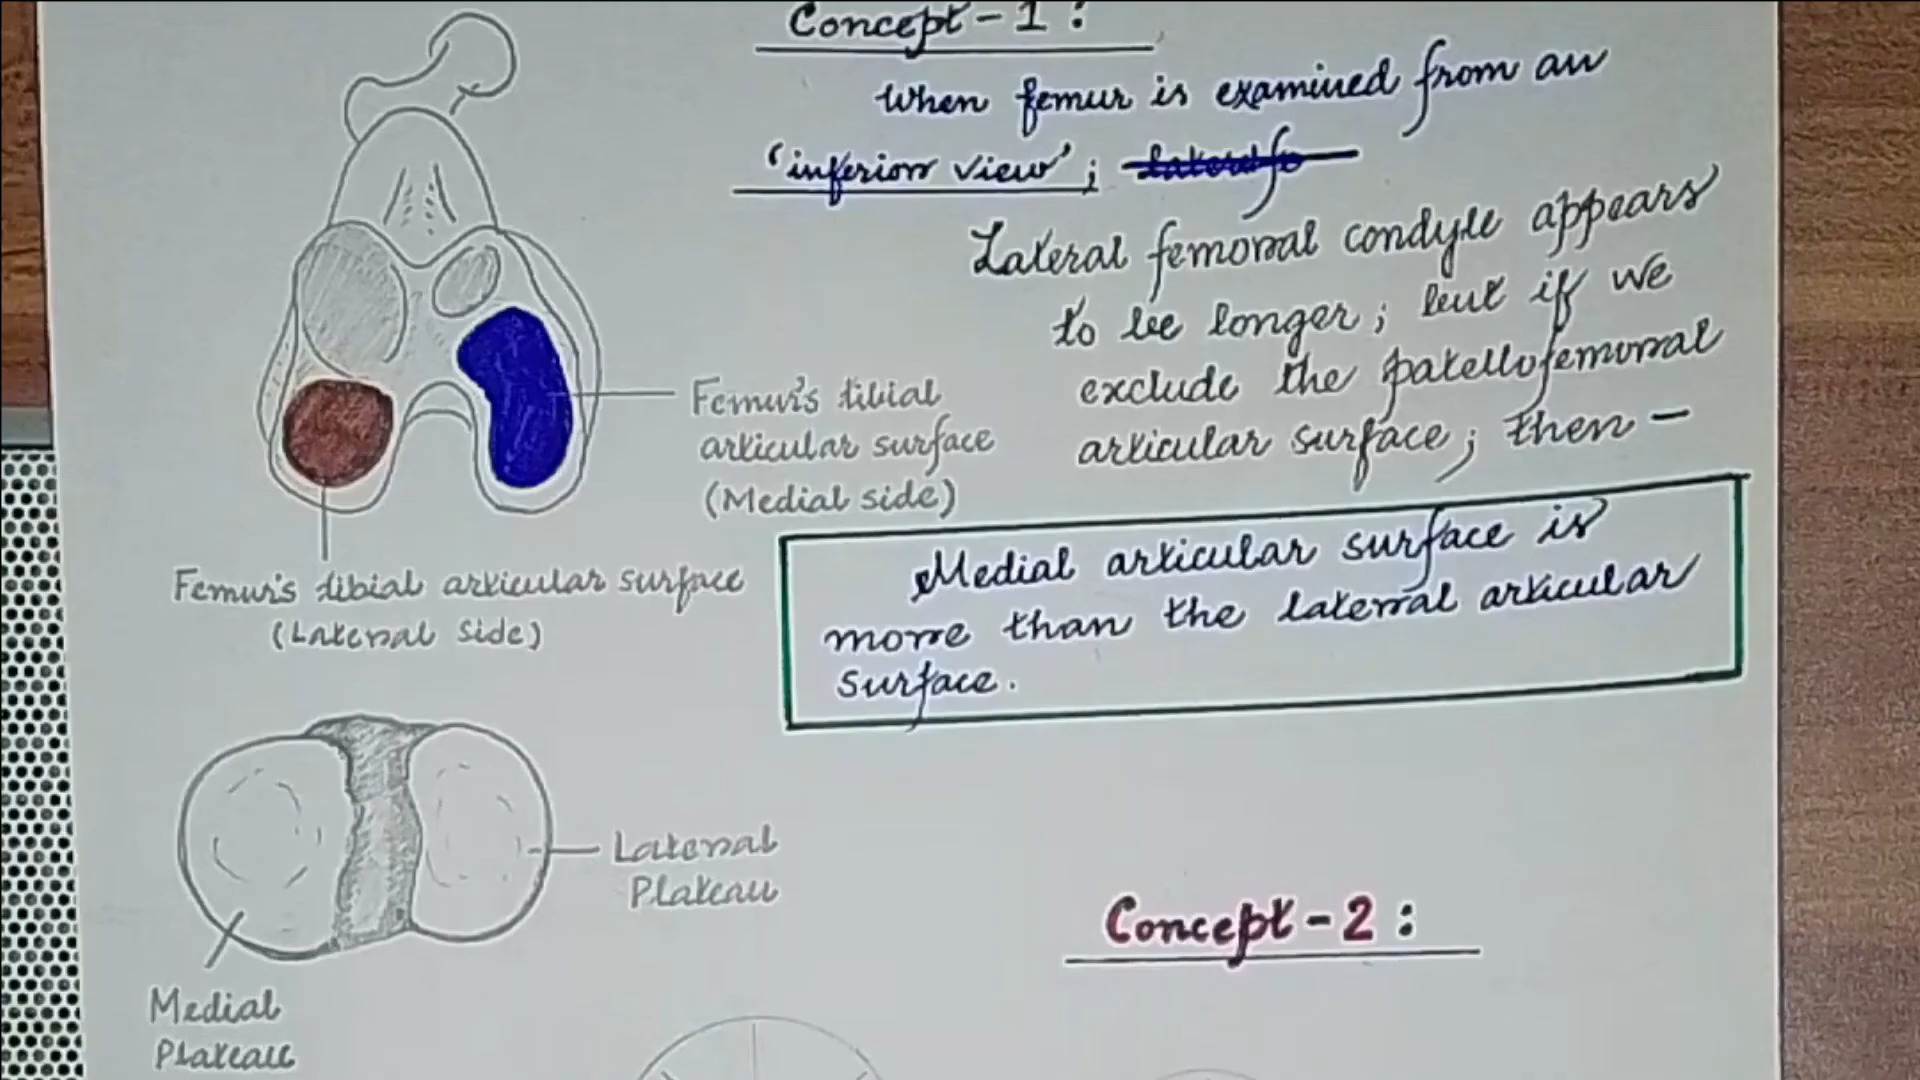 Concept - 1 :
When femur is examined from an
'inferior view' ;
Lateral femoral condyle appears
to be longer ; but if we
exclude the patellofemoral
articular surface ; then —
Medial articular surface is
more than the lateral articular
surface.
Femur's tibial
articular surface
(Medial side)
Femur's tibial articular surface
(Lateral Side)
Lateral
Plateau
Medial
Plateau
Concept - 2 :